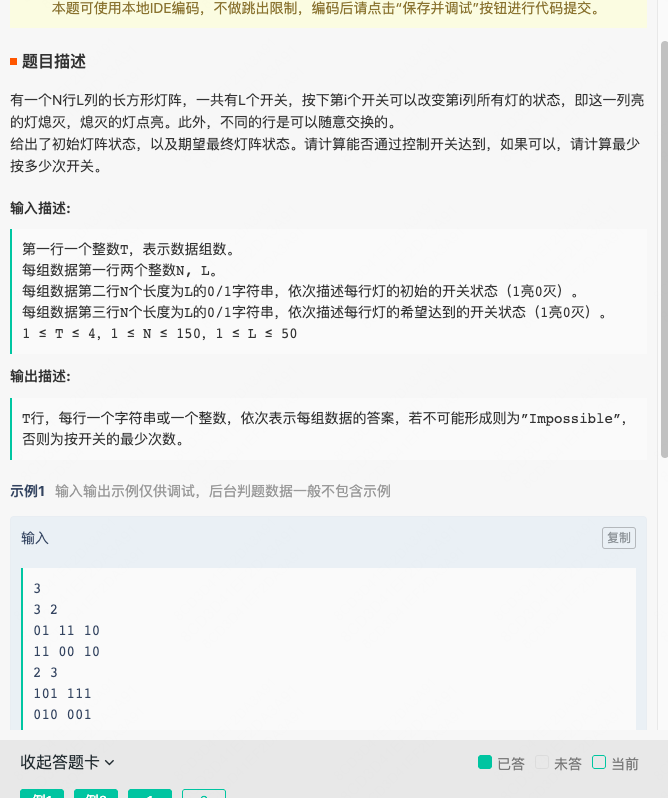 本题可使用本地IDE编码，不做跳出限制，编码后请点击“保存并调试”按钮进行代码提交。
题目描述
有一个N行L列的长方形灯阵，一共有L个开关，按下第i个开关可以改变第i列所有灯的状态，即这一列亮
的灯熄灭，熄灭的灯点亮。此外，不同的行是可以随意交换的。
给出了初始灯阵状态，以及期望最终灯阵状态。请计算能否通过控制开关达到，如果可以，请计算最少
按多少次开关。
输入描述:
第一行一个整数T，表示数据组数。
每组数据第一行两个整数N, L。
每组数据第二行N个长度为L的0/1字符串，依次描述每行灯的初始的开关状态（1亮0灭）。
每组数据第三行N个长度为L的0/1字符串，依次描述每行灯的希望达到的开关状态（1亮0灭）。
1 ≤ T ≤ 4，1 ≤ N ≤ 150，1 ≤ L ≤ 50
输出描述:
T行，每行一个字符串或一个整数，依次表示每组数据的答案，若不可能形成则为”Impossible”，
否则为按开关的最少次数。
示例1 输入输出示例仅供调试，后台判题数据一般不包含示例
输入 复制
3
3 2
01 11 10
11 00 10
2 3
101 111
010 001
收起答题卡 已答 未答 当前